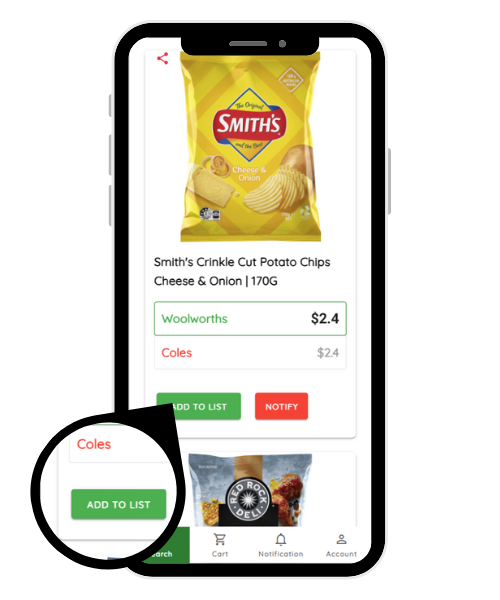 The Original
SMITH'S
and the Best
Cheese &
Onion
Smith's Crinkle Cut Potato Chips
Cheese & Onion | 170G
Woolworths $2.4
Coles $2.4
ADD TO LIST NOTIFY
Coles
ADD TO LIST
RED ROCK
DELI
arch Cart Notification Account